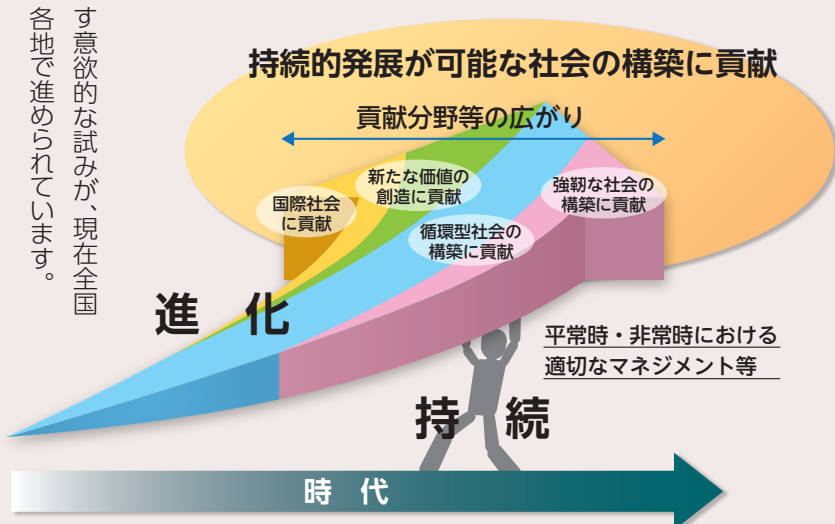 す意欲的な試みが、現在全国
各地で進められています。
持続的発展が可能な社会の構築に貢献
貢献分野等の広がり
国際社会
に貢献
新たな価値の
創造に貢献
循環型社会の
構築に貢献
強靭な社会の
構築に貢献
進 化
平常時・非常時における
適切なマネジメント等
持 続
時 代